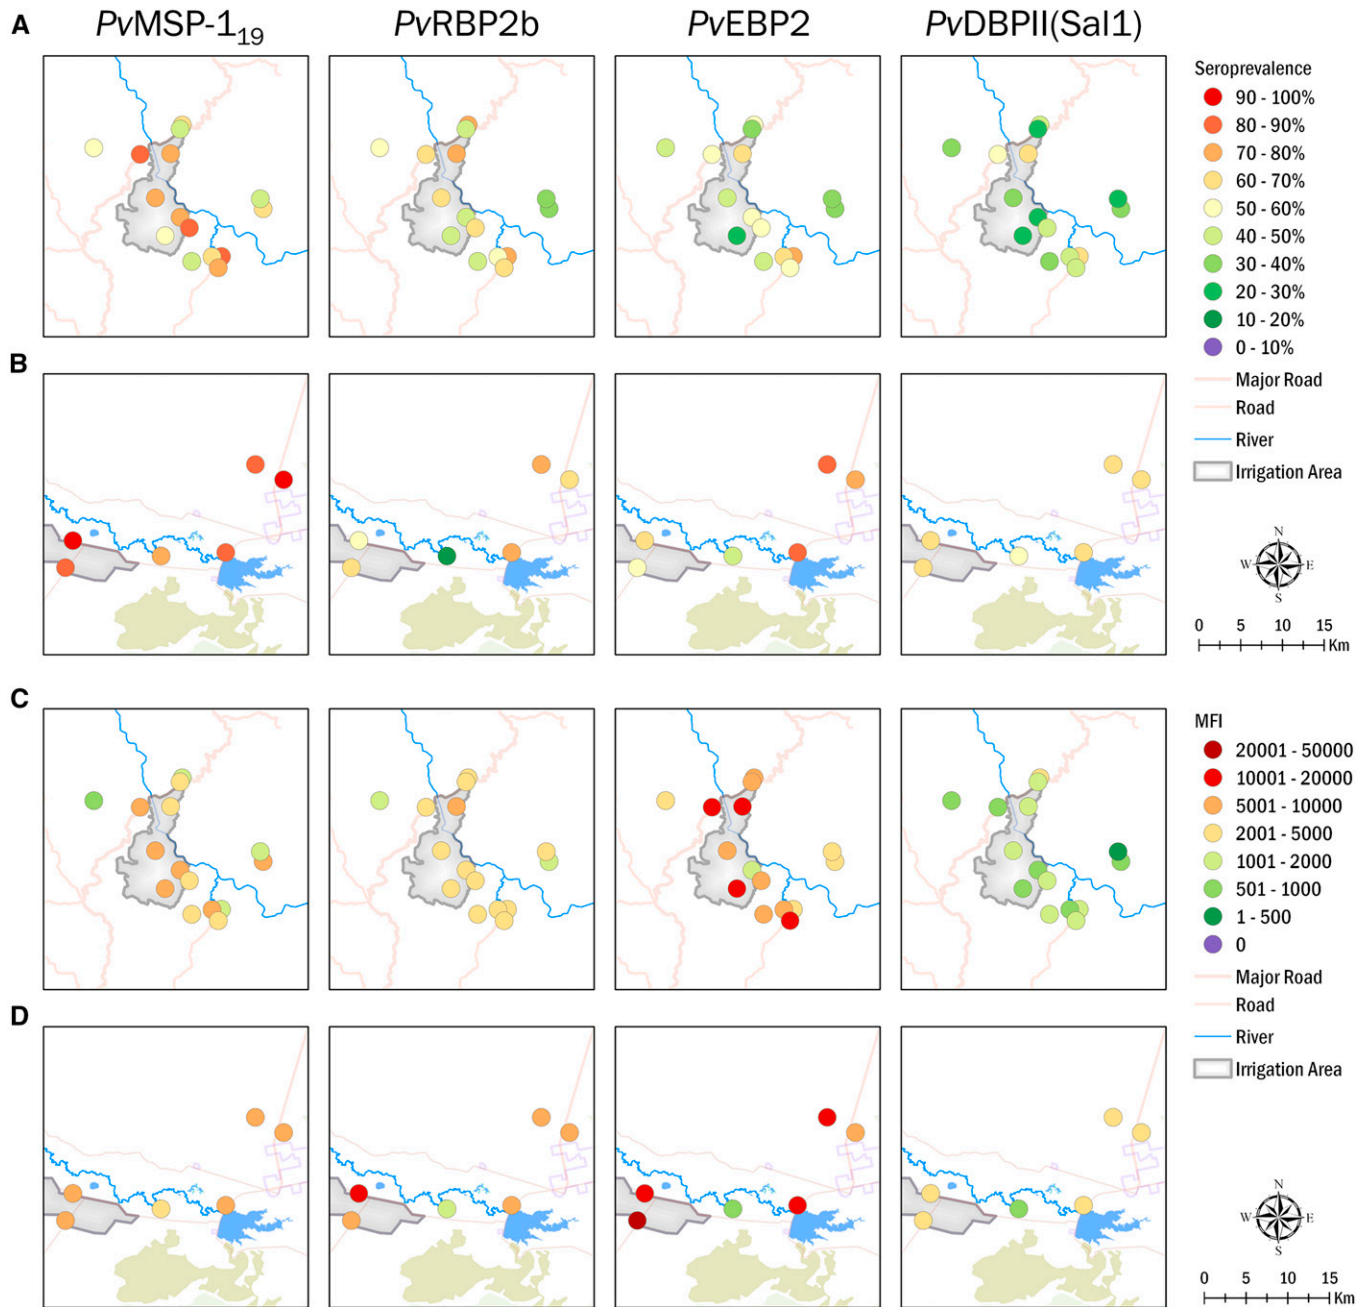 A PvMSP-1₁₉ PvRBP2b PvEBP2 PvDBPII(Sal1)
Seroprevalence
90 - 100%
80 - 90%
70 - 80%
60 - 70%
50 - 60%
40 - 50%
30 - 40%
20 - 30%
10 - 20%
0 - 10%
Major Road
Road
River
Irrigation Area
B
N
W E
S
0 5 10 15
Km
C
MFI
20001 - 50000
10001 - 20000
5001 - 10000
2001 - 5000
1001 - 2000
501 - 1000
1 - 500
0
Major Road
Road
River
Irrigation Area
D
N
W E
S
0 5 10 15
Km